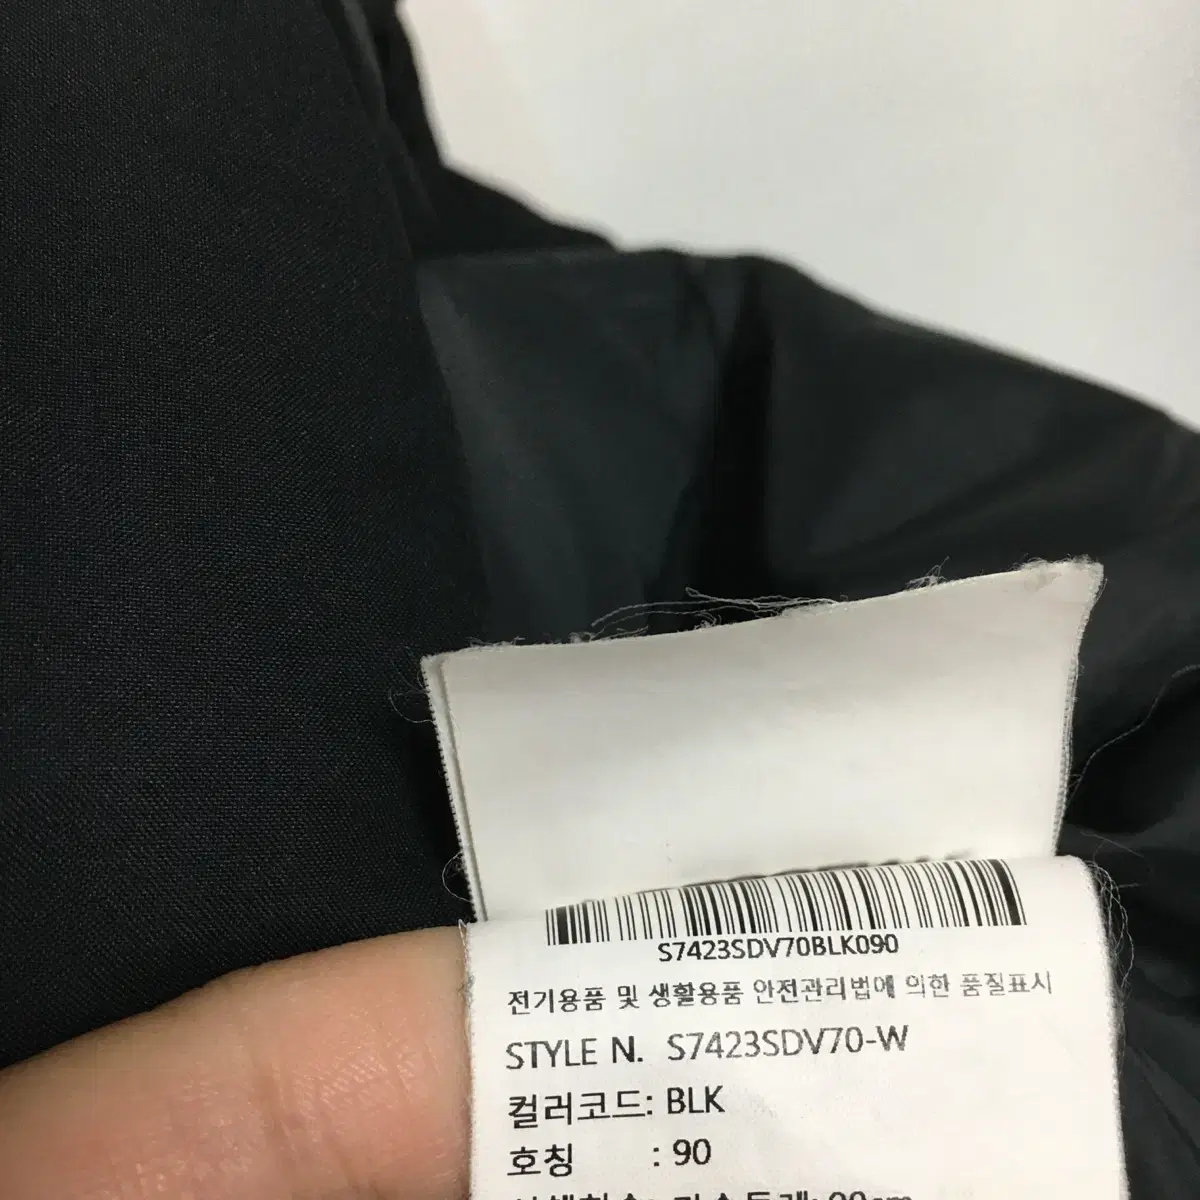 S7423SDV70BLK090
전기용품 및 생활용품 안전관리법에 의한 품질표시
STYLE N. S7423SDV70-W
컬러코드: BLK
호칭 : 90